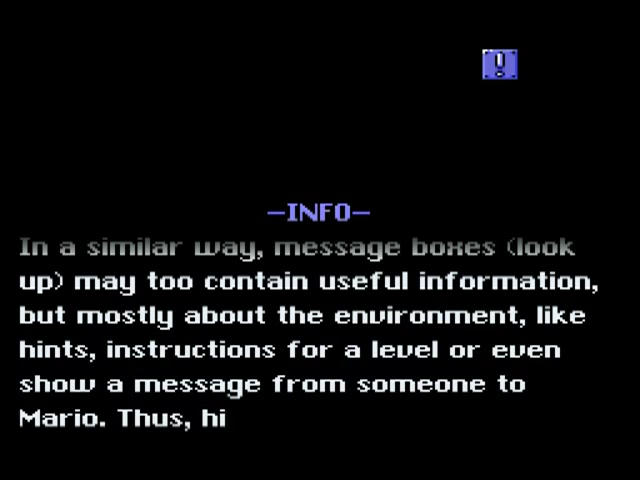 !
—INFO—
In a similar way, message boxes (look
up) may too contain useful information,
but mostly about the environment, like
hints, instructions for a level or even
show a message from someone to
Mario. Thus, hi